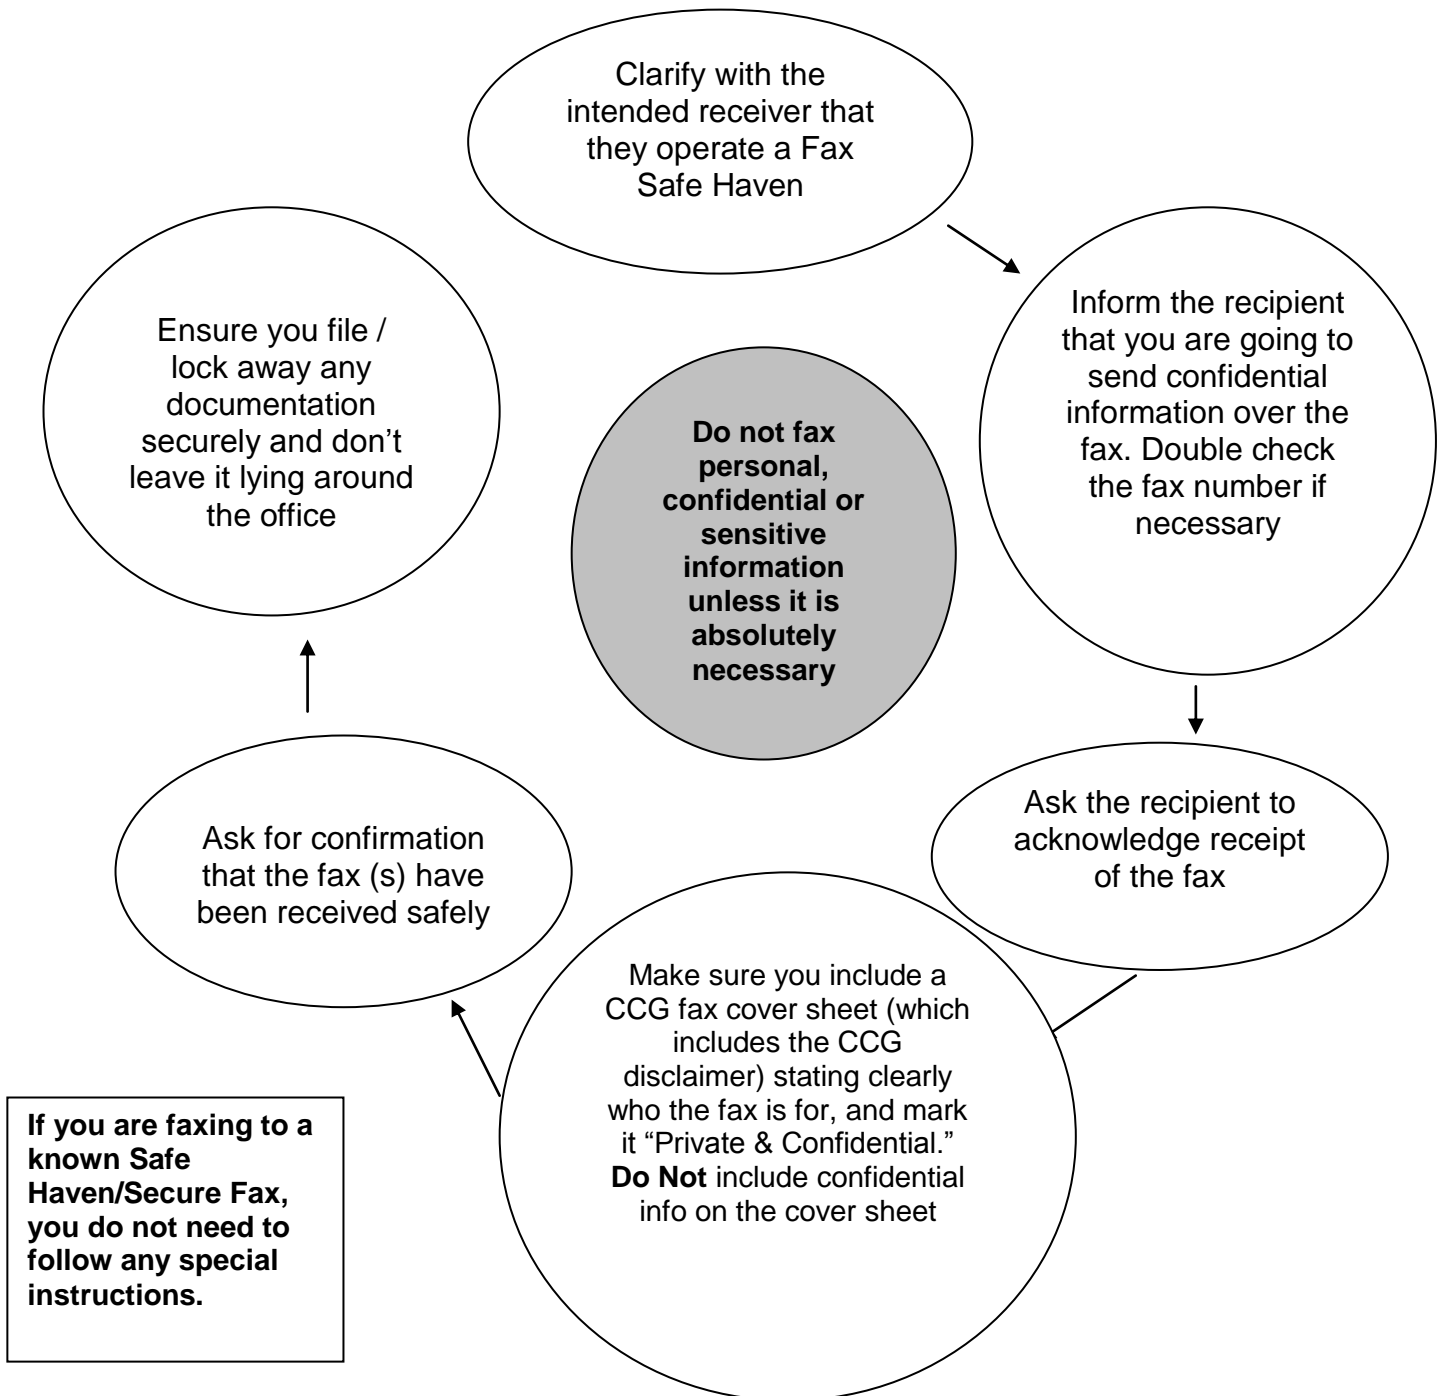 Clarify with the
intended receiver that
they operate a Fax
Safe Haven
Inform the recipient
that you are going to
send confidential
information over the
fax. Double check
the fax number if
necessary
Ask the recipient to
acknowledge receipt
of the fax
Make sure you include a
CCG fax cover sheet (which
includes the CCG
disclaimer) stating clearly
who the fax is for, and mark
it “Private & Confidential.”
Do Not include confidential
info on the cover sheet
Ask for confirmation
that the fax (s) have
been received safely
Ensure you file /
lock away any
documentation
securely and don’t
leave it lying around
the office
Do not fax
personal,
confidential or
sensitive
information
unless it is
absolutely
necessary
If you are faxing to a
known Safe
Haven/Secure Fax,
you do not need to
follow any special
instructions.